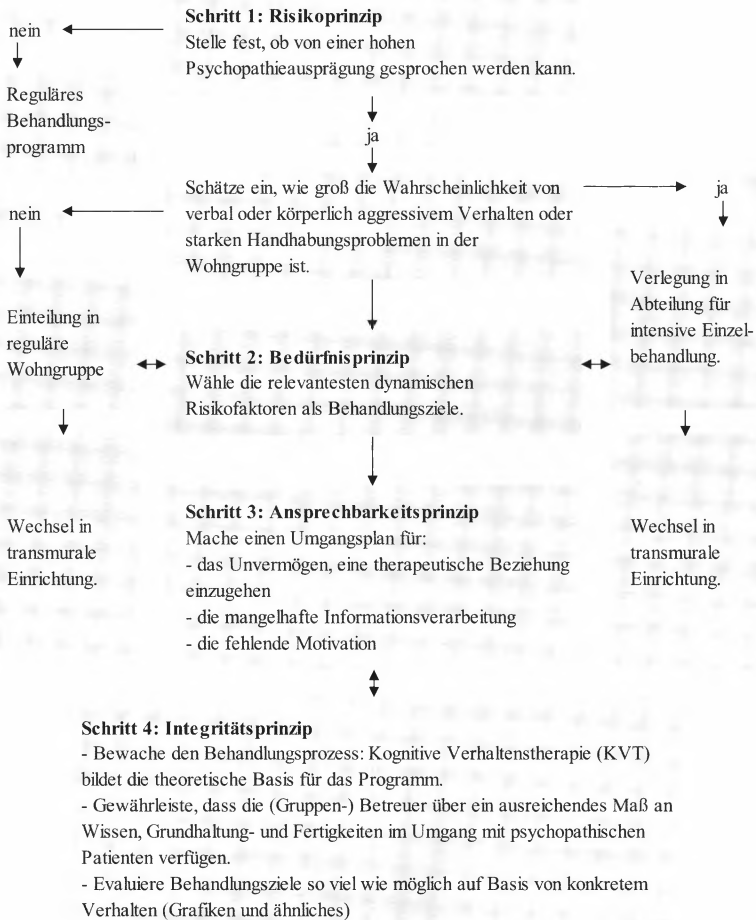 Schritt 1: Risikoprinzip
nein
Stelle fest, ob von einer hohen
Psychopathieausprägung gesprochen werden kann.
Reguläres
Behandlungs-
programm
ja
Schätze ein, wie groß die Wahrscheinlichkeit von
verbal oder körperlich aggressivem Verhalten oder
starken Handhabungsproblemen in der
Wohngruppe ist.
nein
ja
Einteilung in
reguläre
Wohngruppe
Verlegung in
Abteilung für
intensive Einzel-
behandlung.
Schritt 2: Bedürfnisprinzip
Wähle die relevantesten dynamischen
Risikofaktoren als Behandlungsziele.
Wechsel in
transmurale
Einrichtung.
Schritt 3: Ansprechbarkeitsprinzip
Mache einen Umgangsplan für:
- das Unvermögen, eine therapeutische Beziehung
einzugehen
- die mangelhafte Informationsverarbeitung
- die fehlende Motivation
Wechsel in
transmurale
Einrichtung.
Schritt 4: Integritätsprinzip
- Bewache den Behandlungsprozess: Kognitive Verhaltenstherapie (KVT)
bildet die theoretische Basis für das Programm.
- Gewährleiste, dass die (Gruppen-) Betreuer über ein ausreichendes Maß an
Wissen, Grundhaltung- und Fertigkeiten im Umgang mit psychopathischen
Patienten verfügen.
- Evaluiere Behandlungsziele so viel wie möglich auf Basis von konkretem
Verhalten (Grafiken und ähnliches)